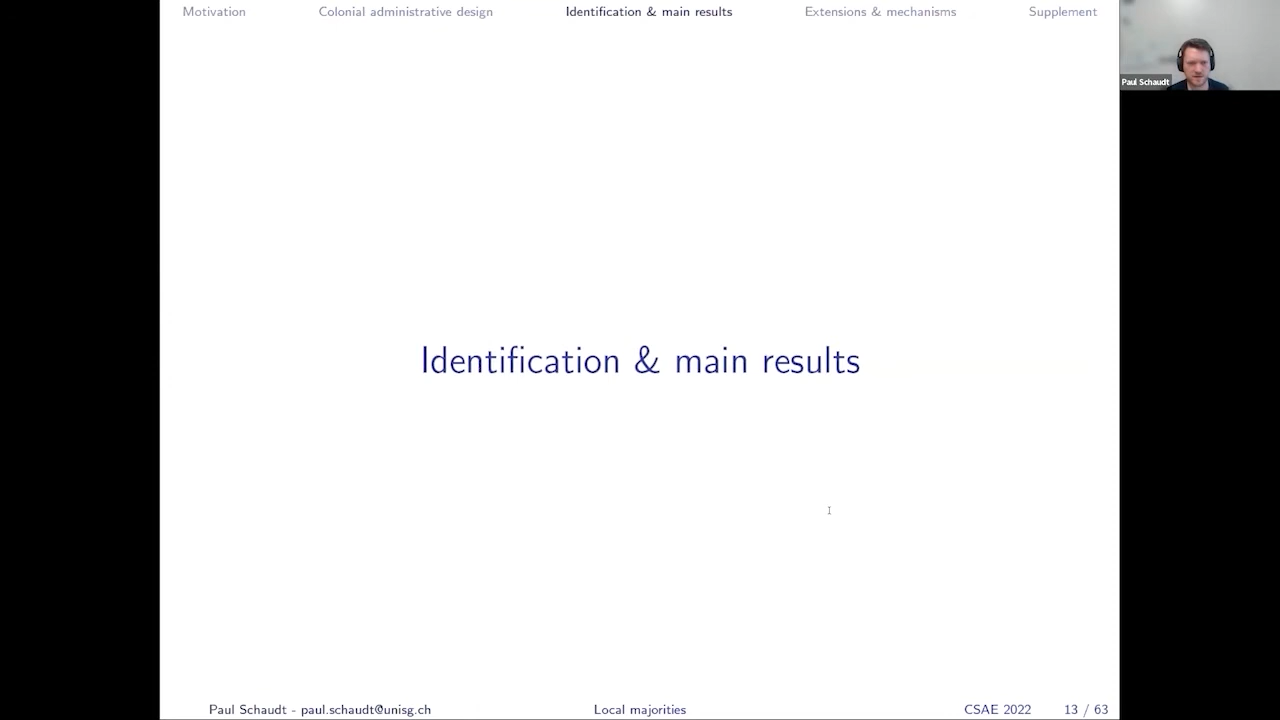 Motivation Colonial administrative design Identification & main results Extensions & mechanisms Supplement
Paul Schaudt
Identification & main results
Paul Schaudt - paul.schaudt@unisg.ch Local majorities CSAE 2022 13 / 63